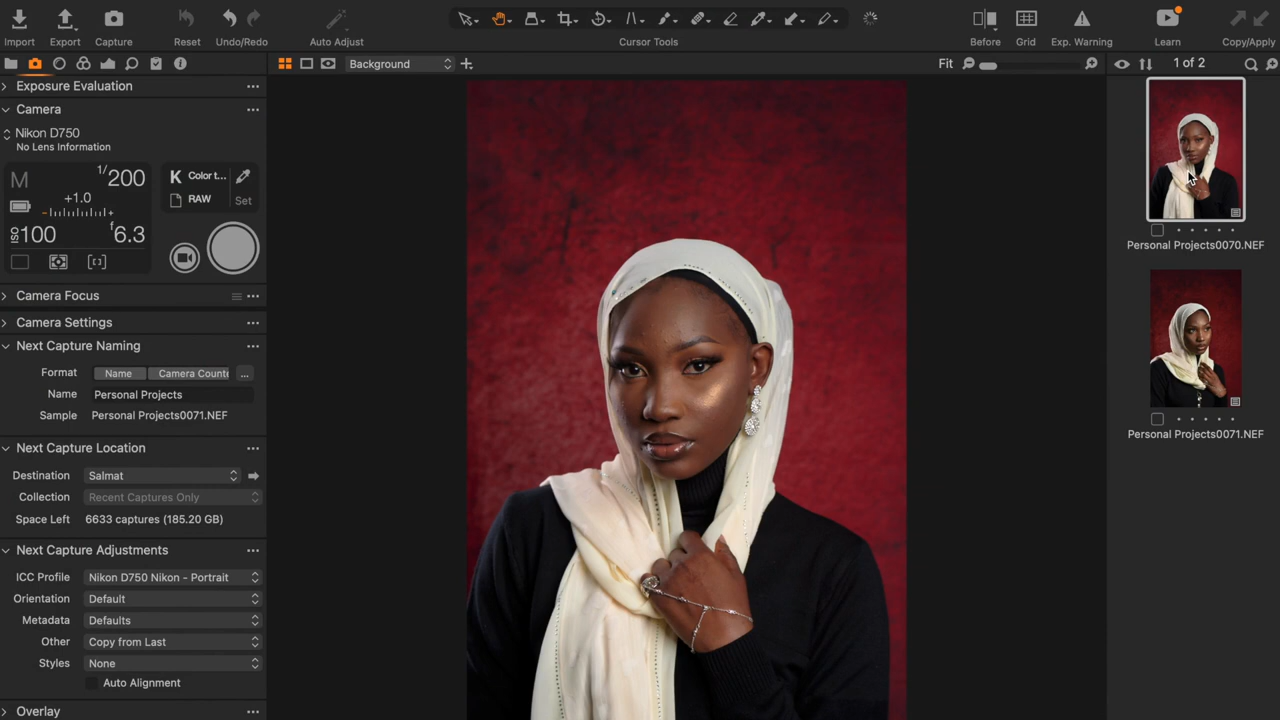 Import Export Capture Reset Undo/Redo Auto Adjust Cursor Tools Before Grid Exp. Warning Learn Copy/Apply
Background Fit 1 of 2
Exposure Evaluation
Camera
Nikon D750
No Lens Information
M 1/200
K Color t...
+1.0
RAW Set
ISO 100 f6.3
Camera Focus
Camera Settings
Next Capture Naming
Format Name Camera Counte ...
Name Personal Projects
Sample Personal Projects0071.NEF
Next Capture Location
Destination Salmat
Collection Recent Captures Only
Space Left 6633 captures (185.20 GB)
Next Capture Adjustments
ICC Profile Nikon D750 Nikon - Portrait
Orientation Default
Metadata Defaults
Other Copy from Last
Styles None
Auto Alignment
Overlay
Personal Projects0070.NEF
Personal Projects0071.NEF